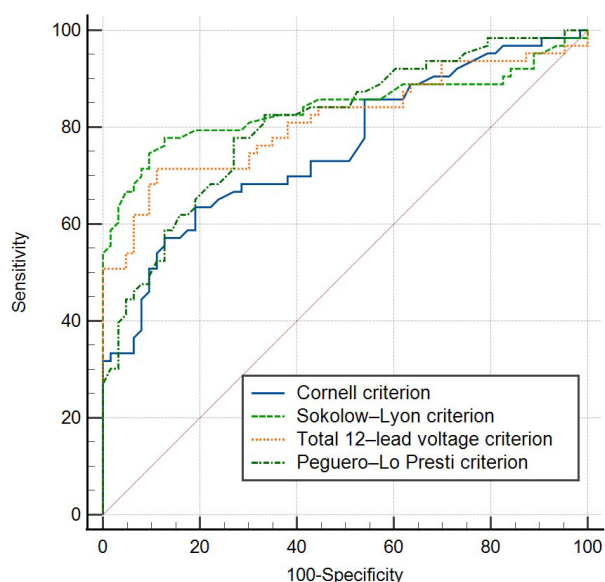 100
80
60
40
20
0
Sensitivity
Cornell criterion
Sokolow–Lyon criterion
Total 12–lead voltage criterion
Peguero–Lo Presti criterion
0 20 40 60 80 100
100-Specificity